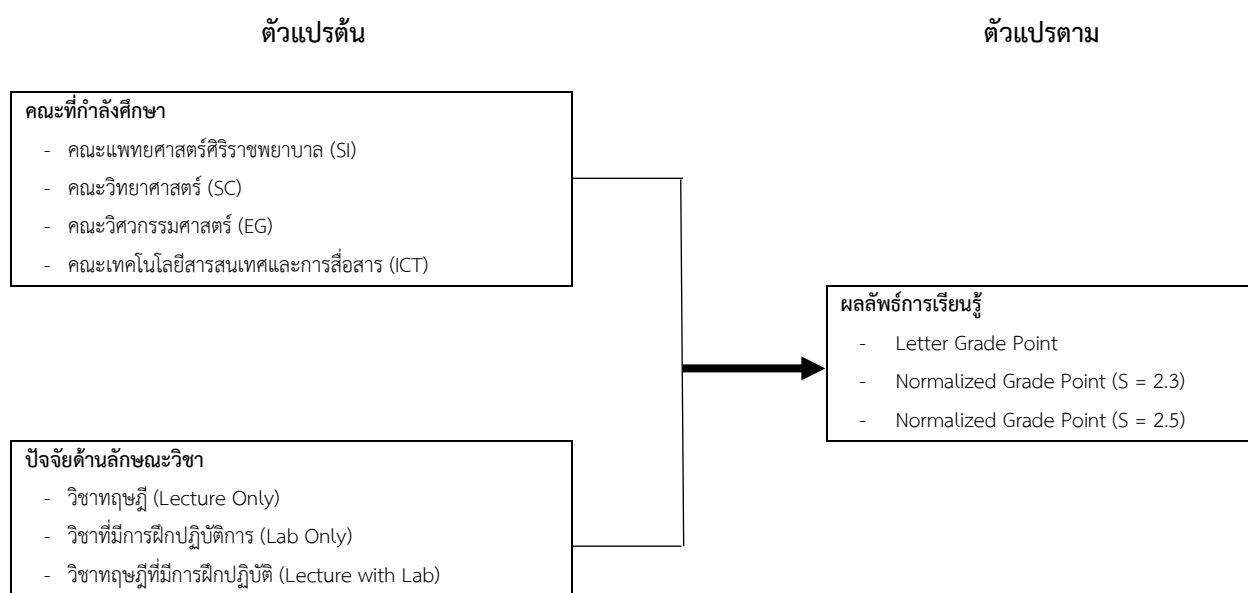 ตัวแปรต้น
ตัวแปรตาม
คณะที่กำลังศึกษา
- คณะแพทยศาสตร์ศิริราชพยาบาล (SI)
- คณะวิทยาศาสตร์ (SC)
- คณะวิศวกรรมศาสตร์ (EG)
- คณะเทคโนโลยีสารสนเทศและการสื่อสาร (ICT)
ผลลัพธ์การเรียนรู้
- Letter Grade Point
- Normalized Grade Point (S = 2.3)
- Normalized Grade Point (S = 2.5)
ปัจจัยด้านลักษณะวิชา
- วิชาทฤษฎี (Lecture Only)
- วิชาที่มีการฝึกปฏิบัติการ (Lab Only)
- วิชาทฤษฎีที่มีการฝึกปฏิบัติ (Lecture with Lab)